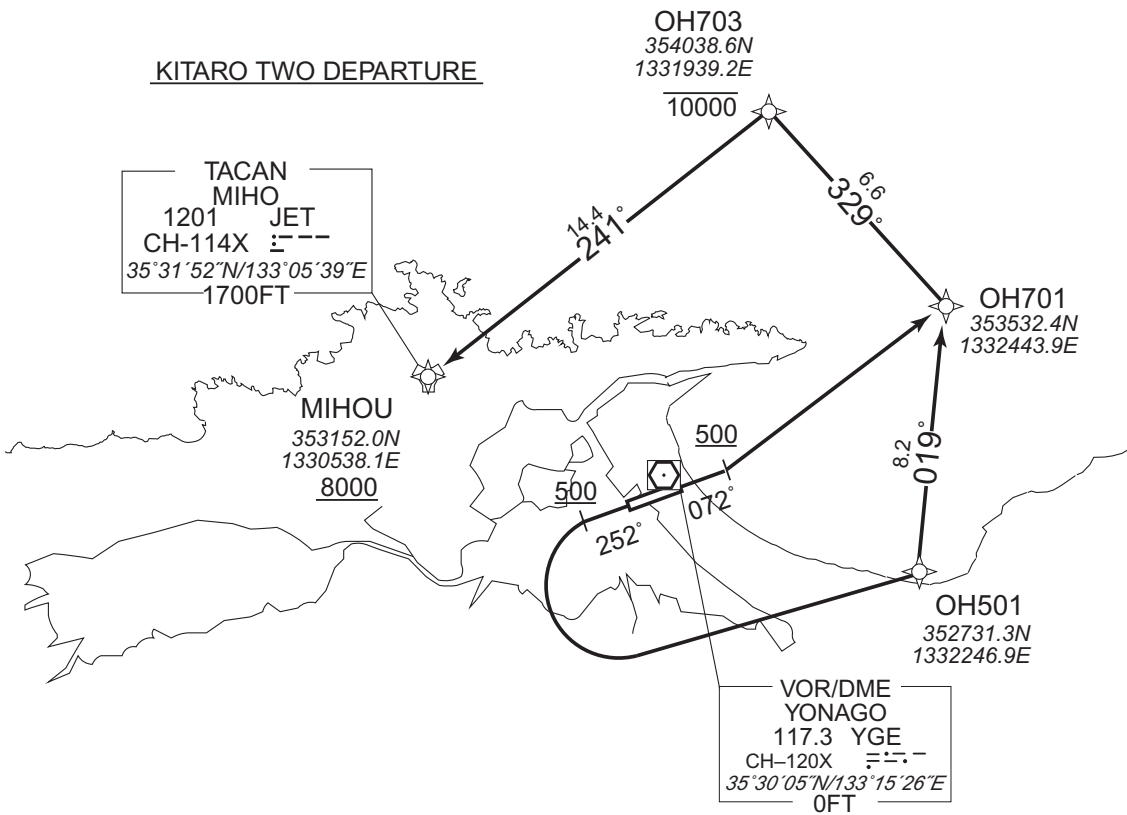 KITARO TWO DEPARTURE
OH703
354038.6N
1331939.2E
10000
TACAN
MIHO
1201 JET
CH-114X
35°31´52˝N/133°05´39˝E
1700FT
6.6
329°
14.4
241°
OH701
353532.4N
1332443.9E
MIHOU
353152.0N
1330538.1E
8000
500
500
8.2
019°
072°
252°
OH501
352731.3N
1332246.9E
VOR/DME
YONAGO
117.3 YGE
CH–120X
35°30´05˝N/133°15´26˝E
0FT